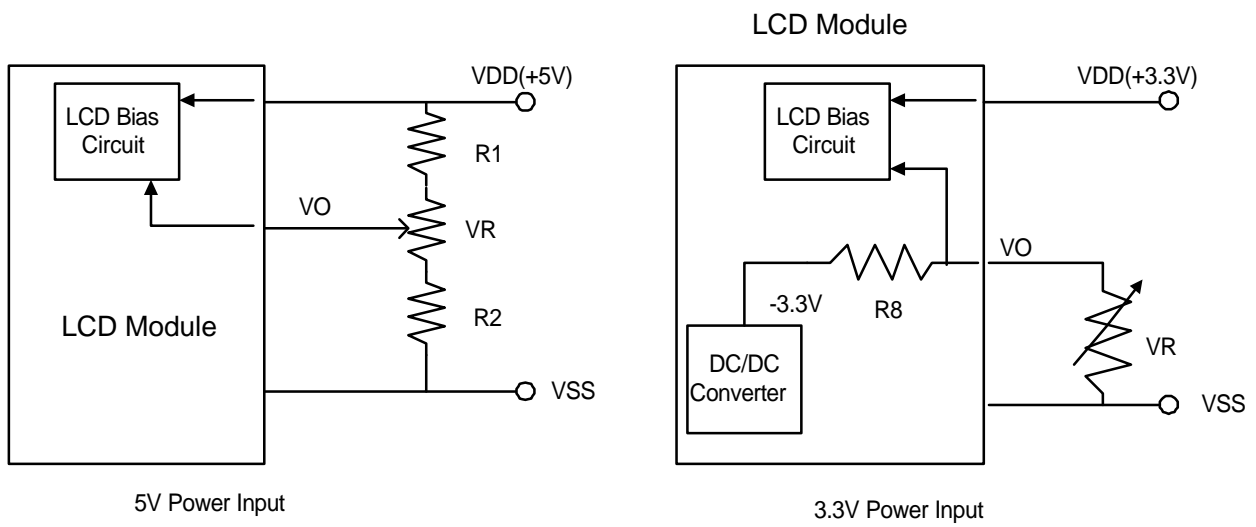 LCD Module
VDD(+5V)
LCD Bias
Circuit
R1
VO
VR
R2
LCD Module
VSS
5V Power Input
VDD(+3.3V)
LCD Bias
Circuit
VO
-3.3V
R8
VR
DC/DC
Converter
VSS
3.3V Power Input